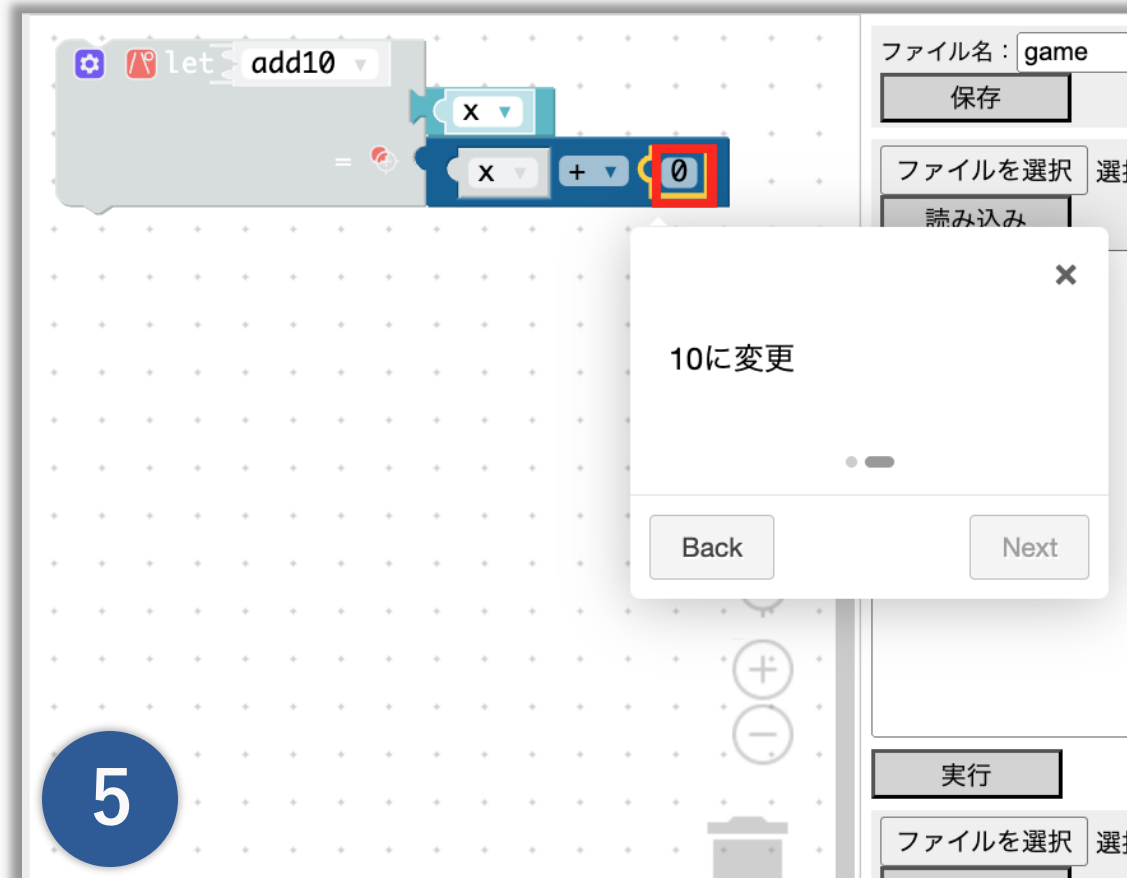 let add10
x
= x + 0
ファイル名：game
保存
ファイルを選択
読み込み
10に変更
Back Next
実行
ファイルを選択
5